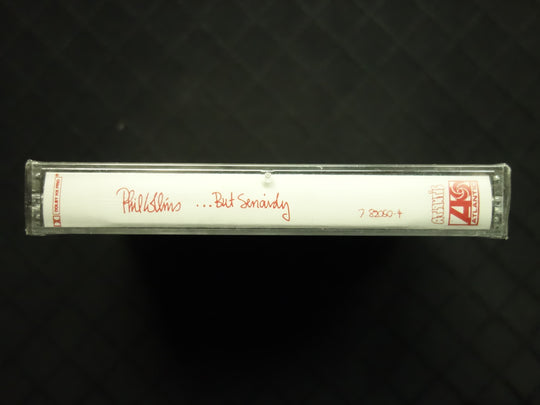 Phil Collins ...But Seriously
7 82050-4
ATLANTIC